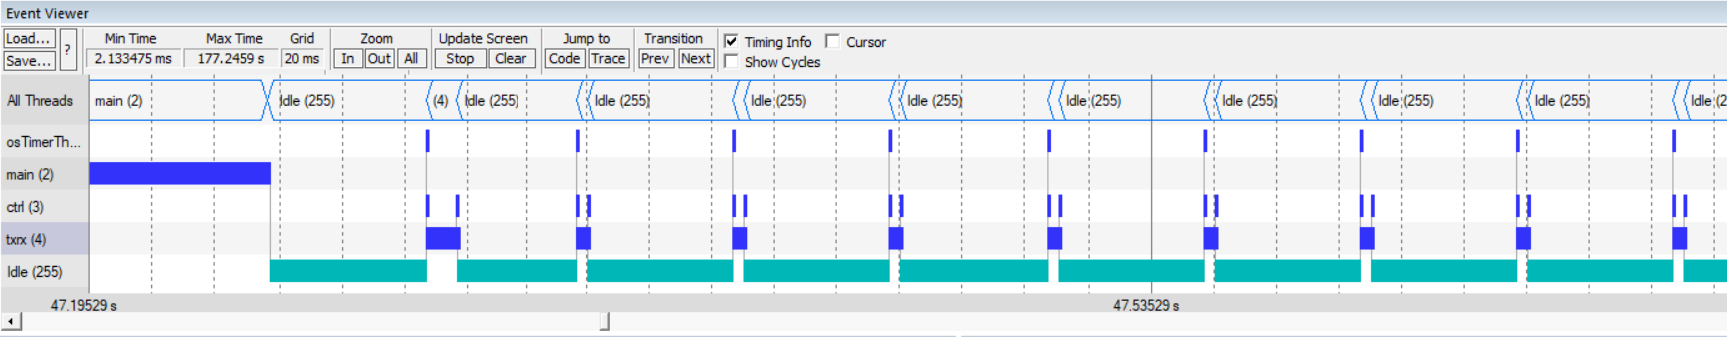 Event Viewer
Load... ? Min Time Max Time Grid Zoom Update Screen Jump to Transition Timing Info Cursor
Save... 2.133475 ms 177.2459 s 20 ms In Out All Stop Clear Code Trace Prev Next Show Cycles
All Threads main (2) Idle (255) (4) Idle (255) Idle (255) Idle (255) Idle (255) Idle (255) Idle (255) Idle (255) Idle (255) Idle (2
osTimerTh...
main (2)
ctrl (3)
txrx (4)
Idle (255)
47.19529 s 47.53529 s